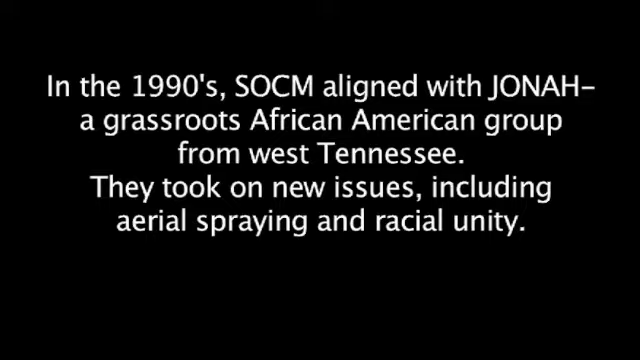 In the 1990's, SOCM aligned with JONAH-
a grassroots African American group
from west Tennessee.
They took on new issues, including
aerial spraying and racial unity.